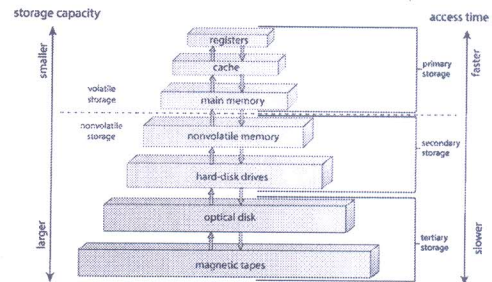 storage capacity
access time
smaller
larger
registers
cache
main memory
nonvolatile memory
hard-disk drives
optical disk
magnetic tapes
volatile
storage
nonvolatile
storage
primary
storage
secondary
storage
tertiary
storage
faster
slower